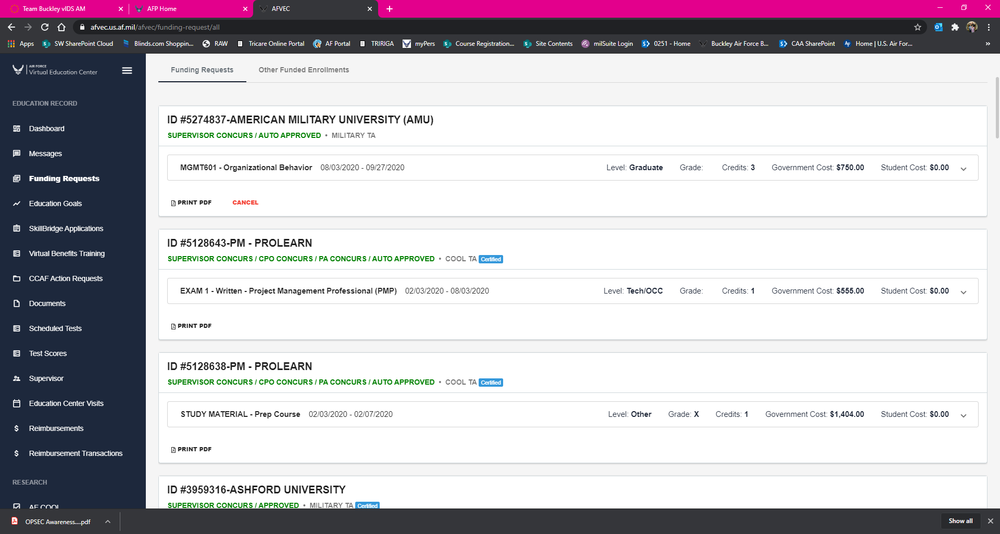 Team Buckley vIDS AM
AFP Home
AFVEC
afvec.us.af.mil/afvec/funding-request/all
Apps
SW SharePoint Cloud
Blinds.com Shoppin...
RAW
Tricare Online Portal
AF Portal
TRIRIGA
myPers
Course Registration...
Site Contents
milSuite Login
0251 - Home
Buckley Air Force B...
CAA SharePoint
Home | U.S. Air For...
AIR FORCE
Virtual Education Center
EDUCATION RECORD
Dashboard
Messages
Funding Requests
Education Goals
SkillBridge Applications
Virtual Benefits Training
CCAF Action Requests
Documents
Scheduled Tests
Test Scores
Supervisor
Education Center Visits
Reimbursements
Reimbursement Transactions
RESEARCH
AF COOL
Funding Requests
Other Funded Enrollments
ID #5274837-AMERICAN MILITARY UNIVERSITY (AMU)
SUPERVISOR CONCURS / AUTO APPROVED • MILITARY TA
MGMT601 - Organizational Behavior 08/03/2020 - 09/27/2020 Level: Graduate Grade: Credits: 3 Government Cost: $750.00 Student Cost: $0.00
PRINT PDF CANCEL
ID #5128643-PM - PROLEARN
SUPERVISOR CONCURS / CPO CONCURS / PA CONCURS / AUTO APPROVED • COOL TA Certified
EXAM 1 - Written - Project Management Professional (PMP) 02/03/2020 - 08/03/2020 Level: Tech/OCC Grade: Credits: 1 Government Cost: $555.00 Student Cost: $0.00
PRINT PDF
ID #5128638-PM - PROLEARN
SUPERVISOR CONCURS / CPO CONCURS / PA CONCURS / AUTO APPROVED • COOL TA Certified
STUDY MATERIAL - Prep Course 02/03/2020 - 02/07/2020 Level: Other Grade: X Credits: 1 Government Cost: $1,404.00 Student Cost: $0.00
PRINT PDF
ID #3959316-ASHFORD UNIVERSITY
SUPERVISOR CONCURS / APPROVED • MILITARY TA Certified
OPSEC Awareness....pdf
Show all